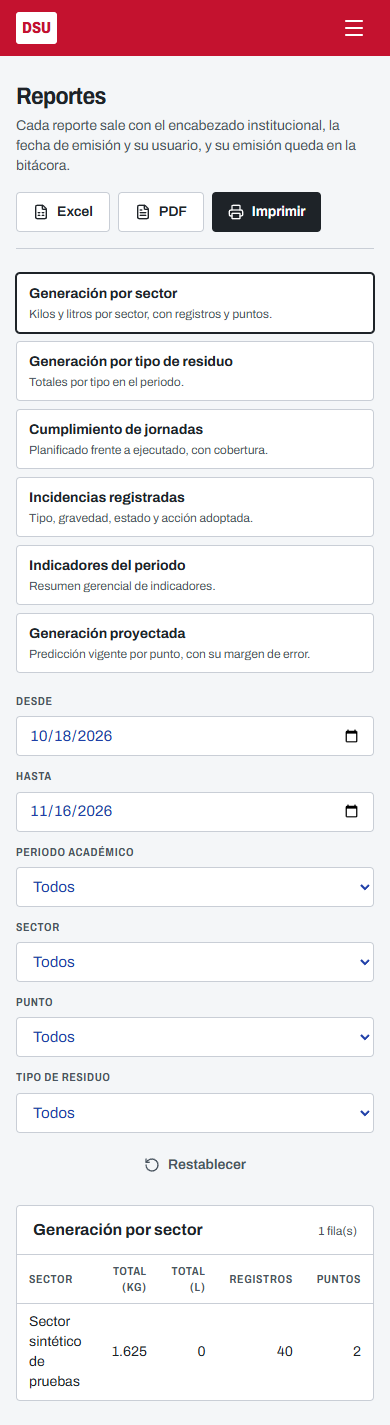 DSU
Reportes
Cada reporte sale con el encabezado institucional, la
fecha de emisión y su usuario, y su emisión queda en la
bitácora.
Excel
PDF
Imprimir
Generación por sector
Kilos y litros por sector, con registros y puntos.
Generación por tipo de residuo
Totales por tipo en el periodo.
Cumplimiento de jornadas
Planificado frente a ejecutado, con cobertura.
Incidencias registradas
Tipo, gravedad, estado y acción adoptada.
Indicadores del periodo
Resumen gerencial de indicadores.
Generación proyectada
Predicción vigente por punto, con su margen de error.
DESDE
10/18/2026
HASTA
11/16/2026
PERIODO ACADÉMICO
Todos
SECTOR
Todos
PUNTO
Todos
TIPO DE RESIDUO
Todos
Restablecer
Generación por sector 1 fila(s)
SECTOR TOTAL (KG) TOTAL (L) REGISTROS PUNTOS
Sector sintético de pruebas 1.625 0 40 2